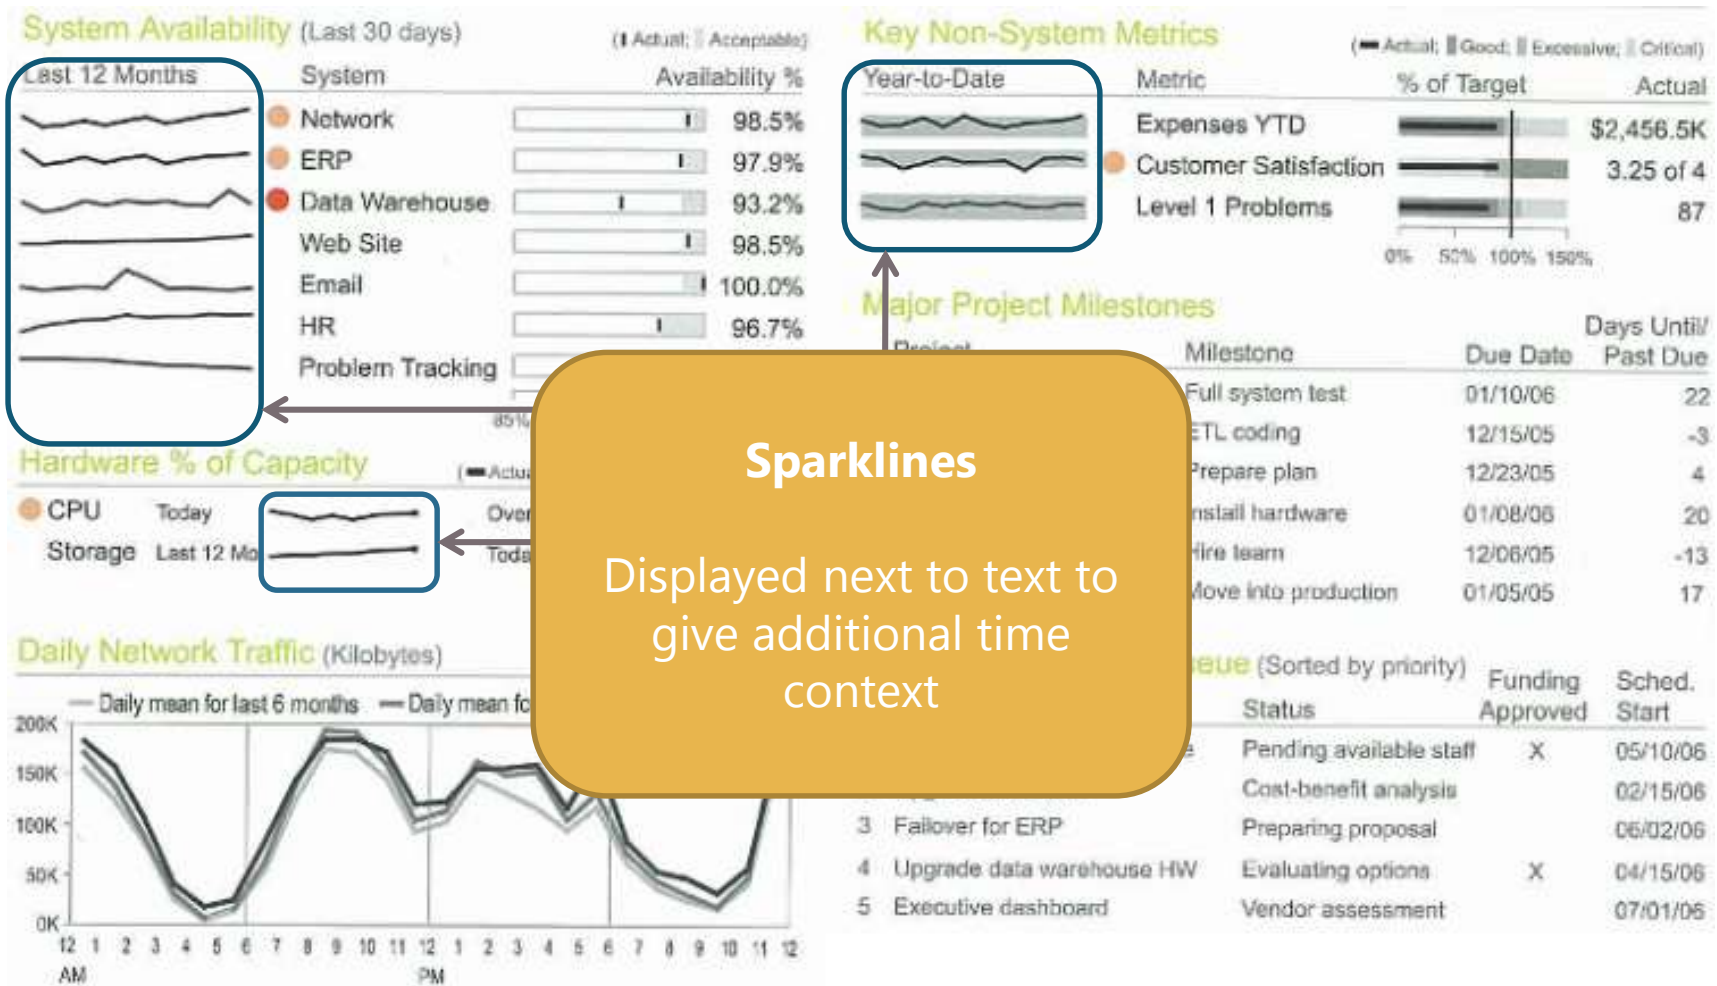 System Availability (Last 30 days)
(Actual; Acceptable)
Last 12 Months System Availability %
Network 98.5%
ERP 97.9%
Data Warehouse 93.2%
Web Site 98.5%
Email 100.0%
HR 96.7%
Problem Tracking
85%
Hardware % of Capacity
CPU Today
Storage Last 12 Mo
Daily Network Traffic (Kilobytes)
Daily mean for last 6 months Daily mean
200K
150K
100K
50K
0K
12 1 2 3 4 5 6 7 8 9 10 11 12 1 2 3 4 5 6 7 8 9 10 11 12
AM PM
Key Non-System Metrics
(Actual; Good; Excessive; Critical)
Year-to-Date Metric % of Target Actual
Expenses YTD $2,456.5K
Customer Satisfaction 3.25 of 4
Level 1 Problems 87
0% 50% 100% 150%
Major Project Milestones
Days Until/
Project Milestone Due Date Past Due
Full system test 01/10/06 22
ETL coding 12/15/05 -3
Prepare plan 12/23/05 4
Install hardware 01/08/06 20
Hire team 12/06/05 -13
Move into production 01/05/05 17
Sparklines
Displayed next to text to
give additional time
context
(Sorted by priority)
Funding Sched.
Status Approved Start
Pending available staff X 05/10/06
Cost-benefit analysis 02/15/06
3 Failover for ERP Preparing proposal 06/02/06
4 Upgrade data warehouse HW Evaluating options X 04/15/06
5 Executive dashboard Vendor assessment 07/01/06